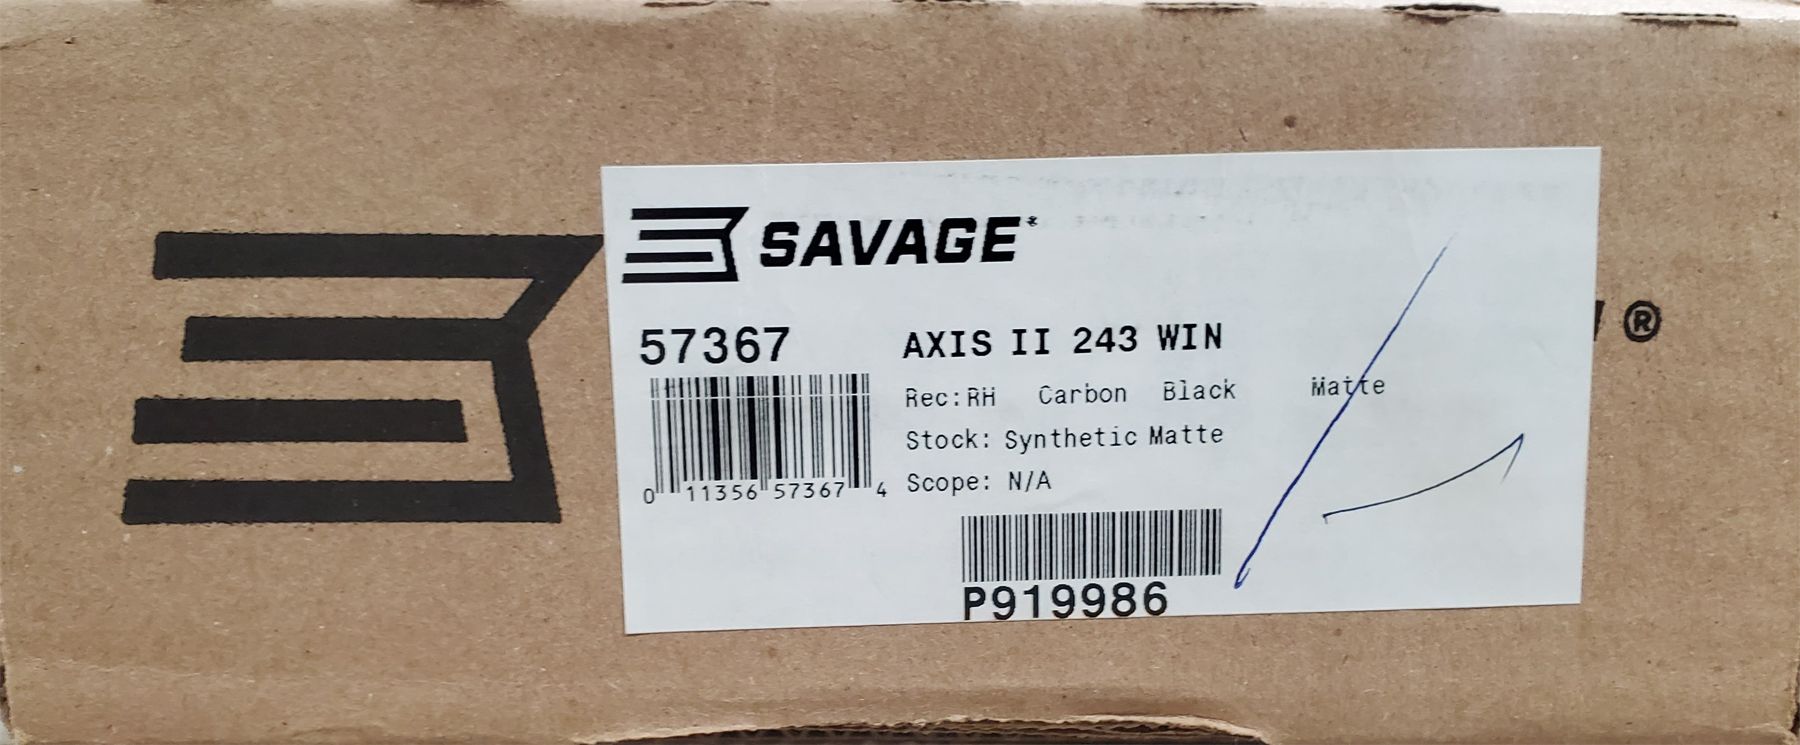 SAVAGE
®
57367 AXIS II 243 WIN
Rec:RH Carbon Black Matte
Stock: Synthetic Matte
0 11356 57367 4
Scope: N/A
P919986